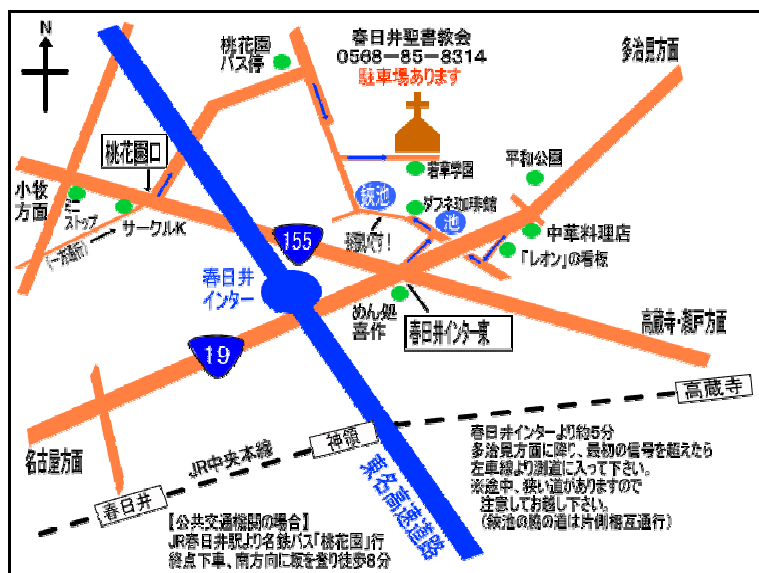 N
桃花園
バス停
春日井聖書教会
0568-85-8314
駐車場あります
多治見方面
桃花園口
若草学園
平和公園
小牧
方面
ミニ
ストップ
サークルK
(一方通行)
鋏池
ダフネ珈琲館
池
中華料理店
「レオン」の看板
155
春日井
インター
めん処
喜作
春日井インター東
高蔵寺・瀬戸方面
19
名古屋方面
高蔵寺
神領
JR中央本線
春日井
東名高速道路
春日井インターより約5分
多治見方面に降り、最初の信号を超えたら
左車線より測道に入って下さい。
※途中、狭い道がありますので
注意してお越し下さい。
(鋏池の脇の道は片側相互通行)
【公共交通機関の場合】
JR春日井駅より名鉄バス「桃花園」行
終点下車、南方向に坂を登り徒歩8分